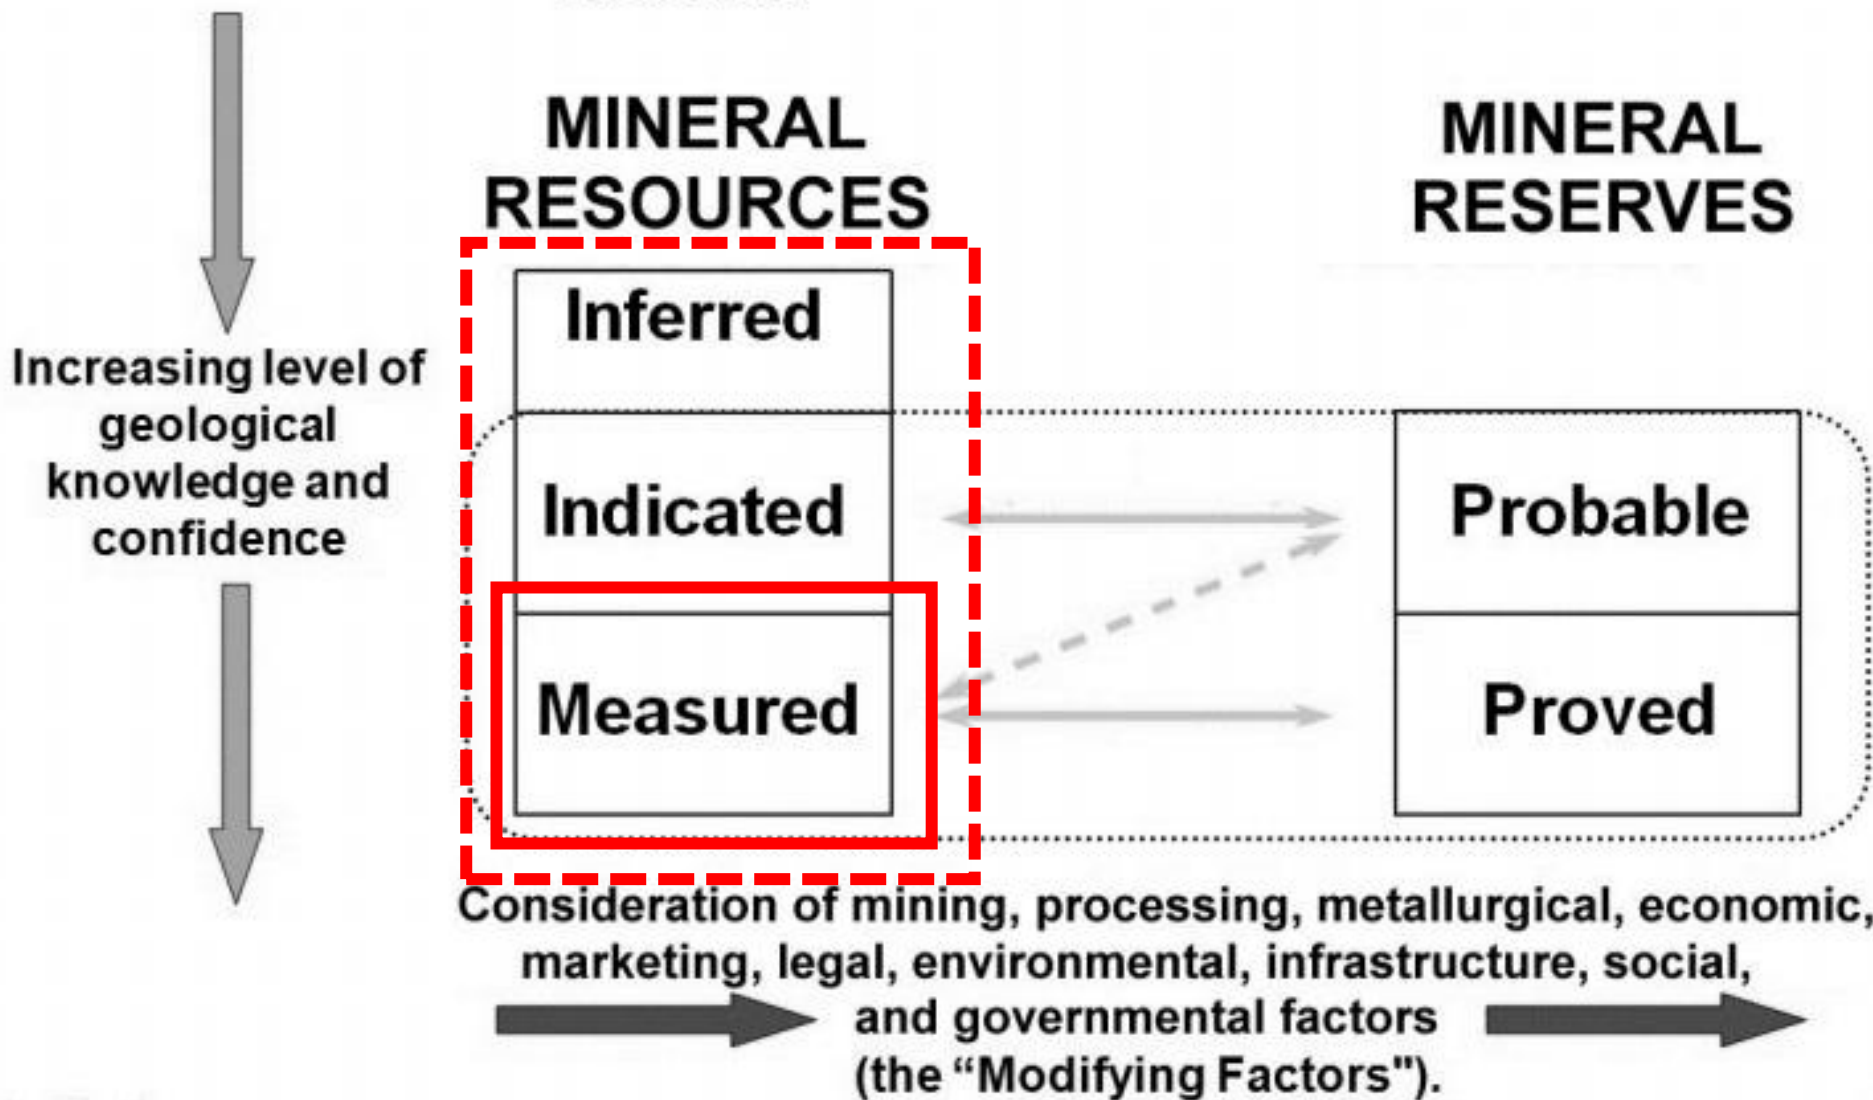 MINERAL
RESOURCES
MINERAL
RESERVES
Inferred
Increasing level of
geological
knowledge and
confidence
Indicated
Probable
Measured
Proved
Consideration of mining, processing, metallurgical, economic,
marketing, legal, environmental, infrastructure, social,
and governmental factors
(the “Modifying Factors").